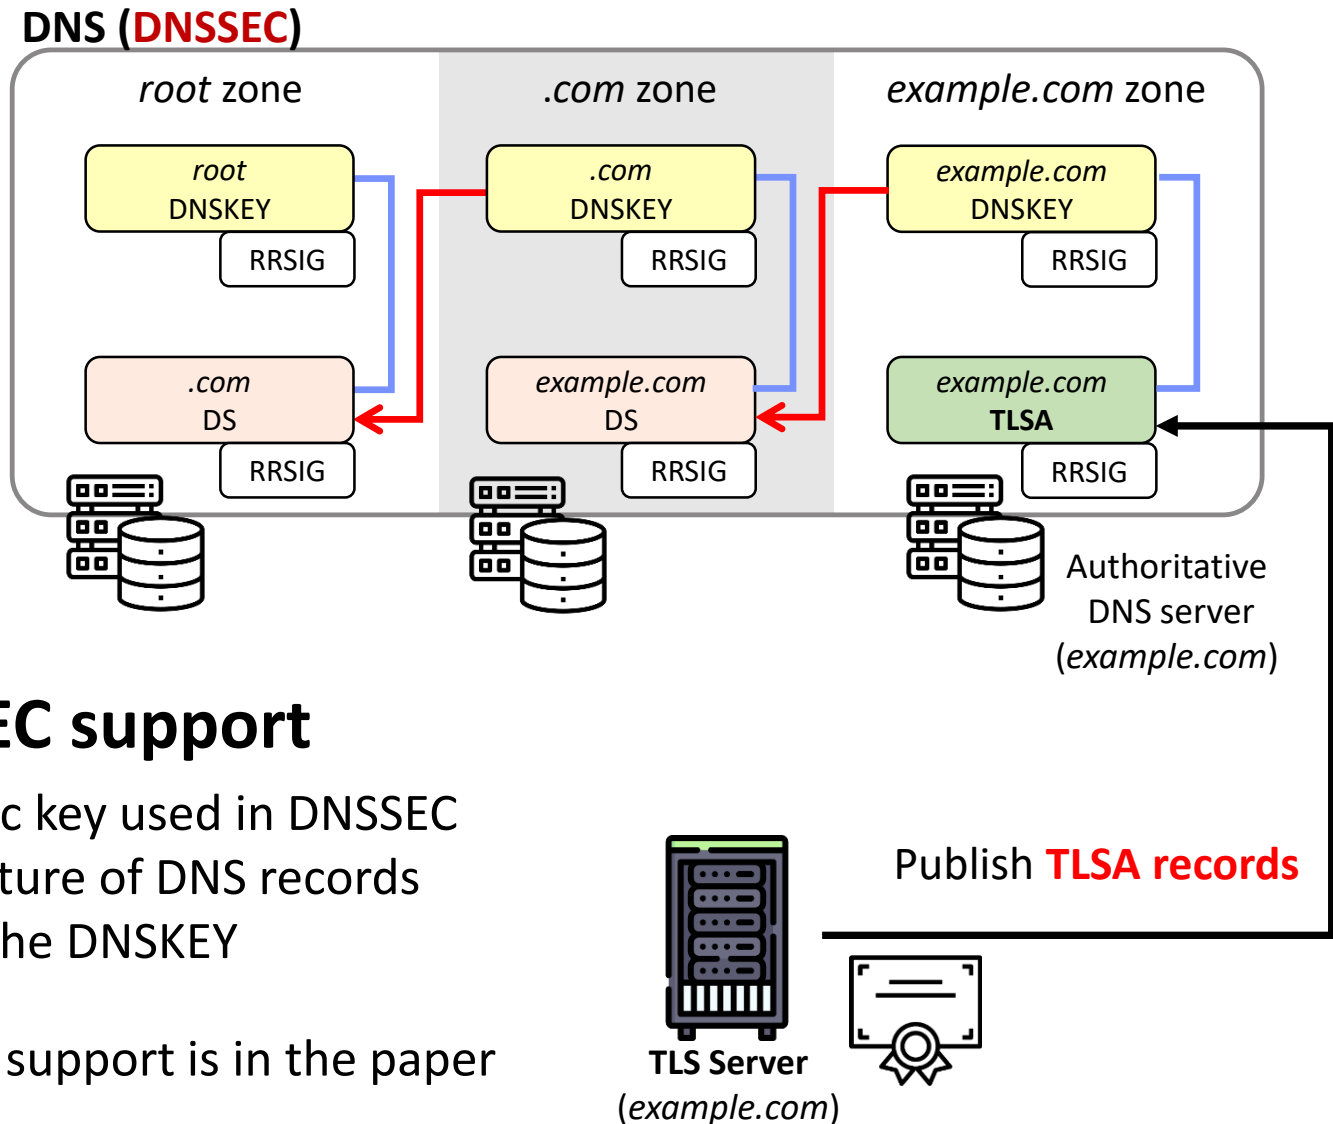 DNS (DNSSEC)
root zone
.com zone
example.com zone
root
DNSKEY
RRSIG
.com
DNSKEY
RRSIG
example.com
DNSKEY
RRSIG
.com
DS
RRSIG
example.com
DS
RRSIG
example.com
TLSA
RRSIG
Authoritative
DNS server
(example.com)
EC support
c key used in DNSSEC
ture of DNS records
he DNSKEY
support is in the paper
Publish TLSA records
TLS Server
(example.com)